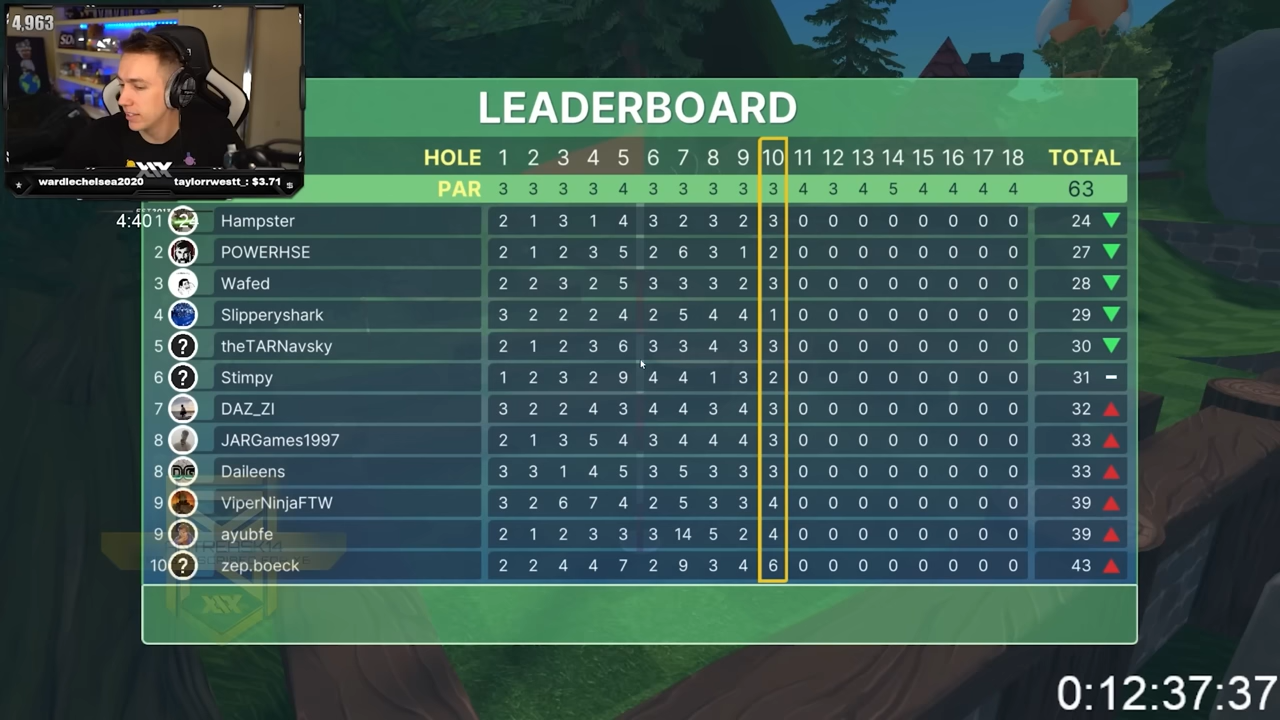 4,963
wardlechelsea2020 taylorrwestt_: $3.71
LEADERBOARD
HOLE 1 2 3 4 5 6 7 8 9 10 11 12 13 14 15 16 17 18 TOTAL
PAR 3 3 3 3 4 3 3 3 3 3 4 3 4 5 4 4 4 4 63
4:40
1 Hampster 2 1 3 1 4 3 2 3 2 3 0 0 0 0 0 0 0 0 24
2 POWERHSE 2 1 2 3 5 2 6 3 1 2 0 0 0 0 0 0 0 0 27
3 Wafed 2 2 3 2 5 3 3 3 2 3 0 0 0 0 0 0 0 0 28
4 Slipperyshark 3 2 2 2 4 2 5 4 4 1 0 0 0 0 0 0 0 0 29
5 ? theTARNavsky 2 1 2 3 6 3 3 4 3 3 0 0 0 0 0 0 0 0 30
6 ? Stimpy 1 2 3 2 9 4 4 1 3 2 0 0 0 0 0 0 0 0 31 –
7 DAZ_ZI 3 2 2 4 3 4 4 3 4 3 0 0 0 0 0 0 0 0 32
8 JARGames1997 2 1 3 5 4 3 4 4 4 3 0 0 0 0 0 0 0 0 33
8 Daileens 3 3 1 4 5 3 5 3 3 3 0 0 0 0 0 0 0 0 33
9 ViperNinjaFTW 3 2 6 7 4 2 5 3 3 4 0 0 0 0 0 0 0 0 39
9 ayubfe 2 1 2 3 3 3 14 5 2 4 0 0 0 0 0 0 0 0 39
10 ? zep.boeck 2 2 4 4 7 2 9 3 4 6 0 0 0 0 0 0 0 0 43
XIX
0:12:37:37